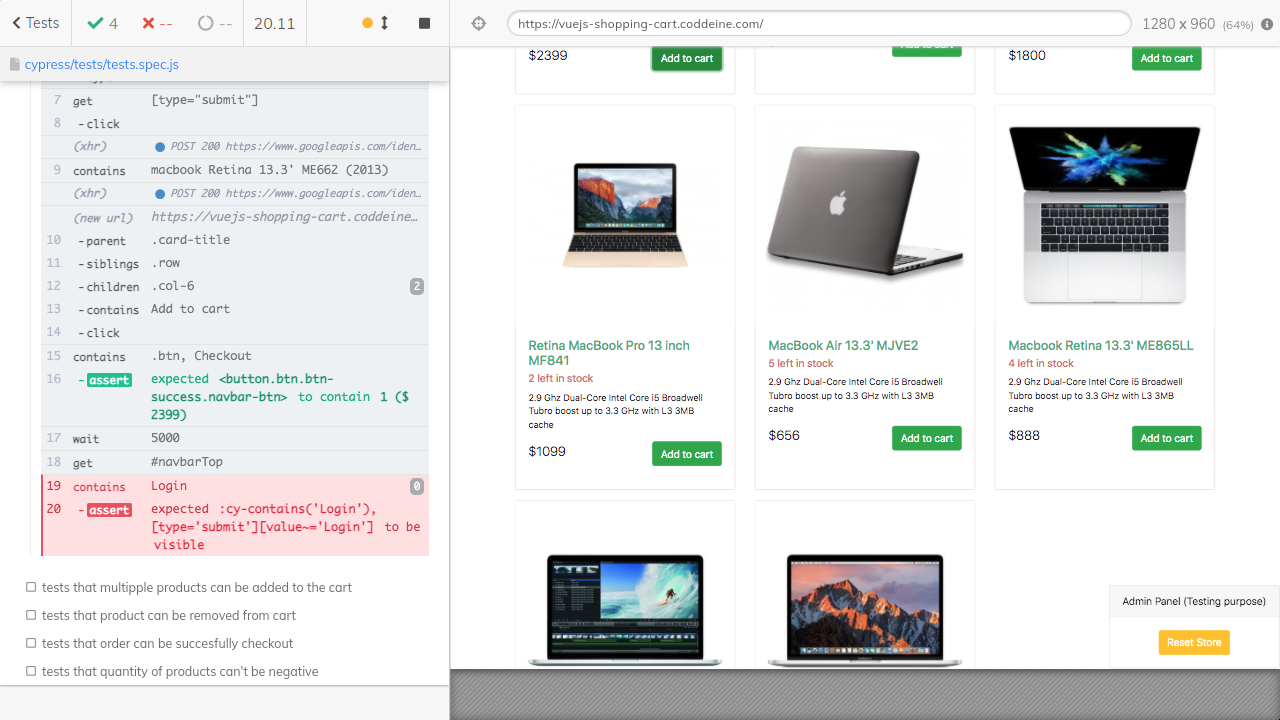 Tests
4
--
--
20.11
https://vuejs-shopping-cart.coddeine.com/
1280 x 960 (64%)
cypress/tests/tests.spec.js
7 get [type="submit"]
8 - click
(xhr) POST 200 https://www.googleapis.com/iden…
9 contains macbook Retina 13.3' ME662 (2013)
(xhr) POST 200 https://www.googleapis.com/iden…
(new url) https://vuejs-shopping-cart.coddeine.c…
10 - parent .card-title
11 - siblings .row
12 - children .col-6 2
13 - contains Add to cart
14 - click
15 contains .btn, Checkout
16 - assert expected <button.btn.btn-
success.navbar-btn> to contain 1 ($
2399)
17 wait 5000
18 get #navbarTop
19 contains Login 0
20 - assert expected :cy-contains('Login'),
[type='submit'][value~='Login'] to be
visible
tests that more products can be added to cart
tests that product can be removed from cart
tests that order can be placed by checkout
tests that quantity of products can be negative
$2399
Add to cart
Add to cart
$1800
Add to cart
Retina MacBook Pro 13 inch
MF841
2 left in stock
2.9 Ghz Dual-Core Intel Core i5 Broadwell
Tubro boost up to 3.3 GHz with L3 3MB
cache
$1099
Add to cart
MacBook Air 13.3' MJVE2
5 left in stock
2.9 Ghz Dual-Core Intel Core i5 Broadwell
Tubro boost up to 3.3 GHz with L3 3MB
cache
$656
Add to cart
Macbook Retina 13.3' ME865LL
4 left in stock
2.9 Ghz Dual-Core Intel Core i5 Broadwell
Tubro boost up to 3.3 GHz with L3 3MB
cache
$888
Add to cart
Admin Panel (Testing purposes)
Reset Store